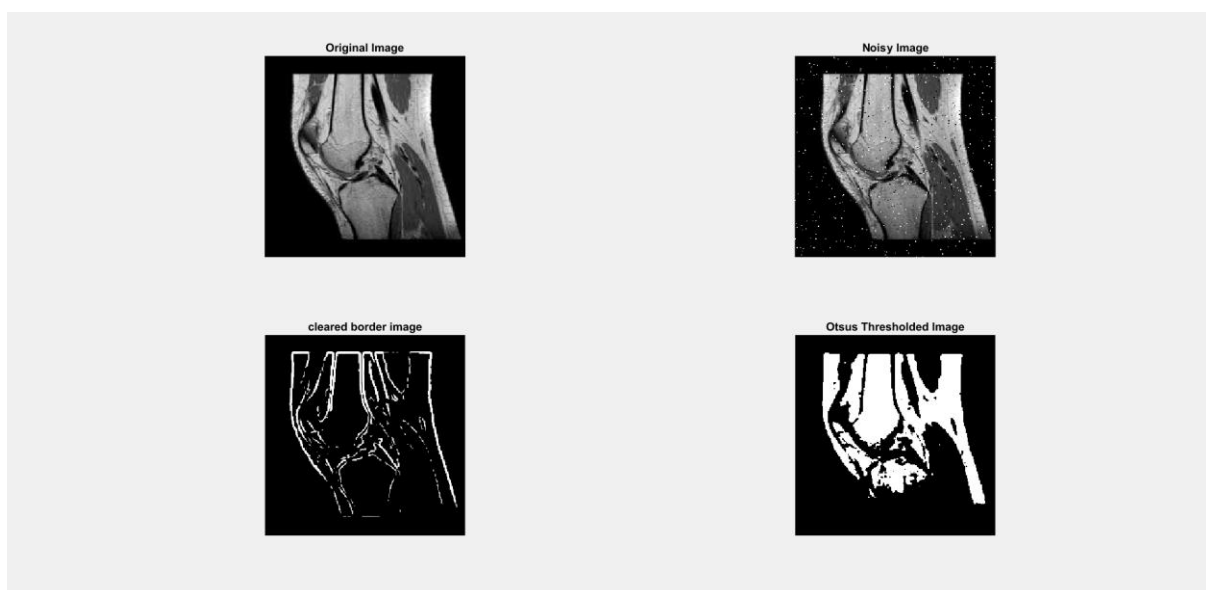 Original Image
Noisy Image
cleared border image
Otsus Thresholded Image